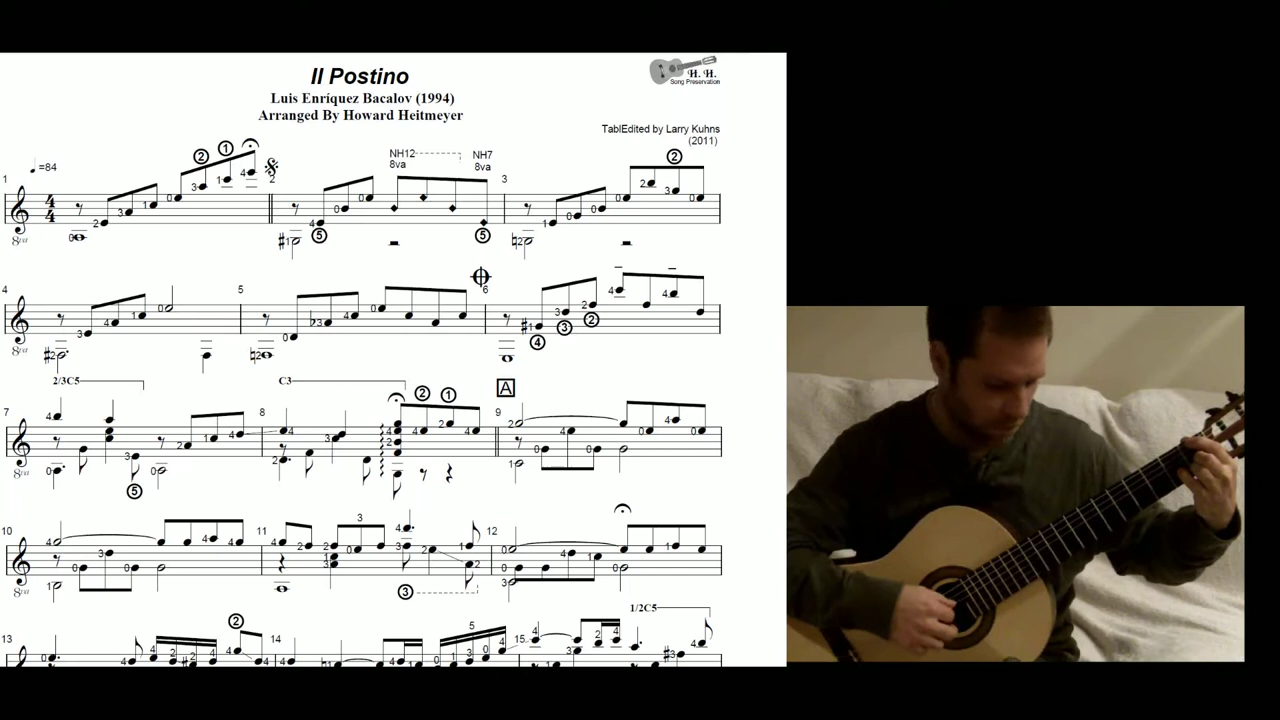 Il Postino
Luis Enríquez Bacalov (1994)
Arranged By Howard Heitmeyer
H. H.
Song Preservation
TablEdited by Larry Kuhns
(2011)
=84
NH12
8va
NH7
8va
2/3C5
C3
A
1/2C5